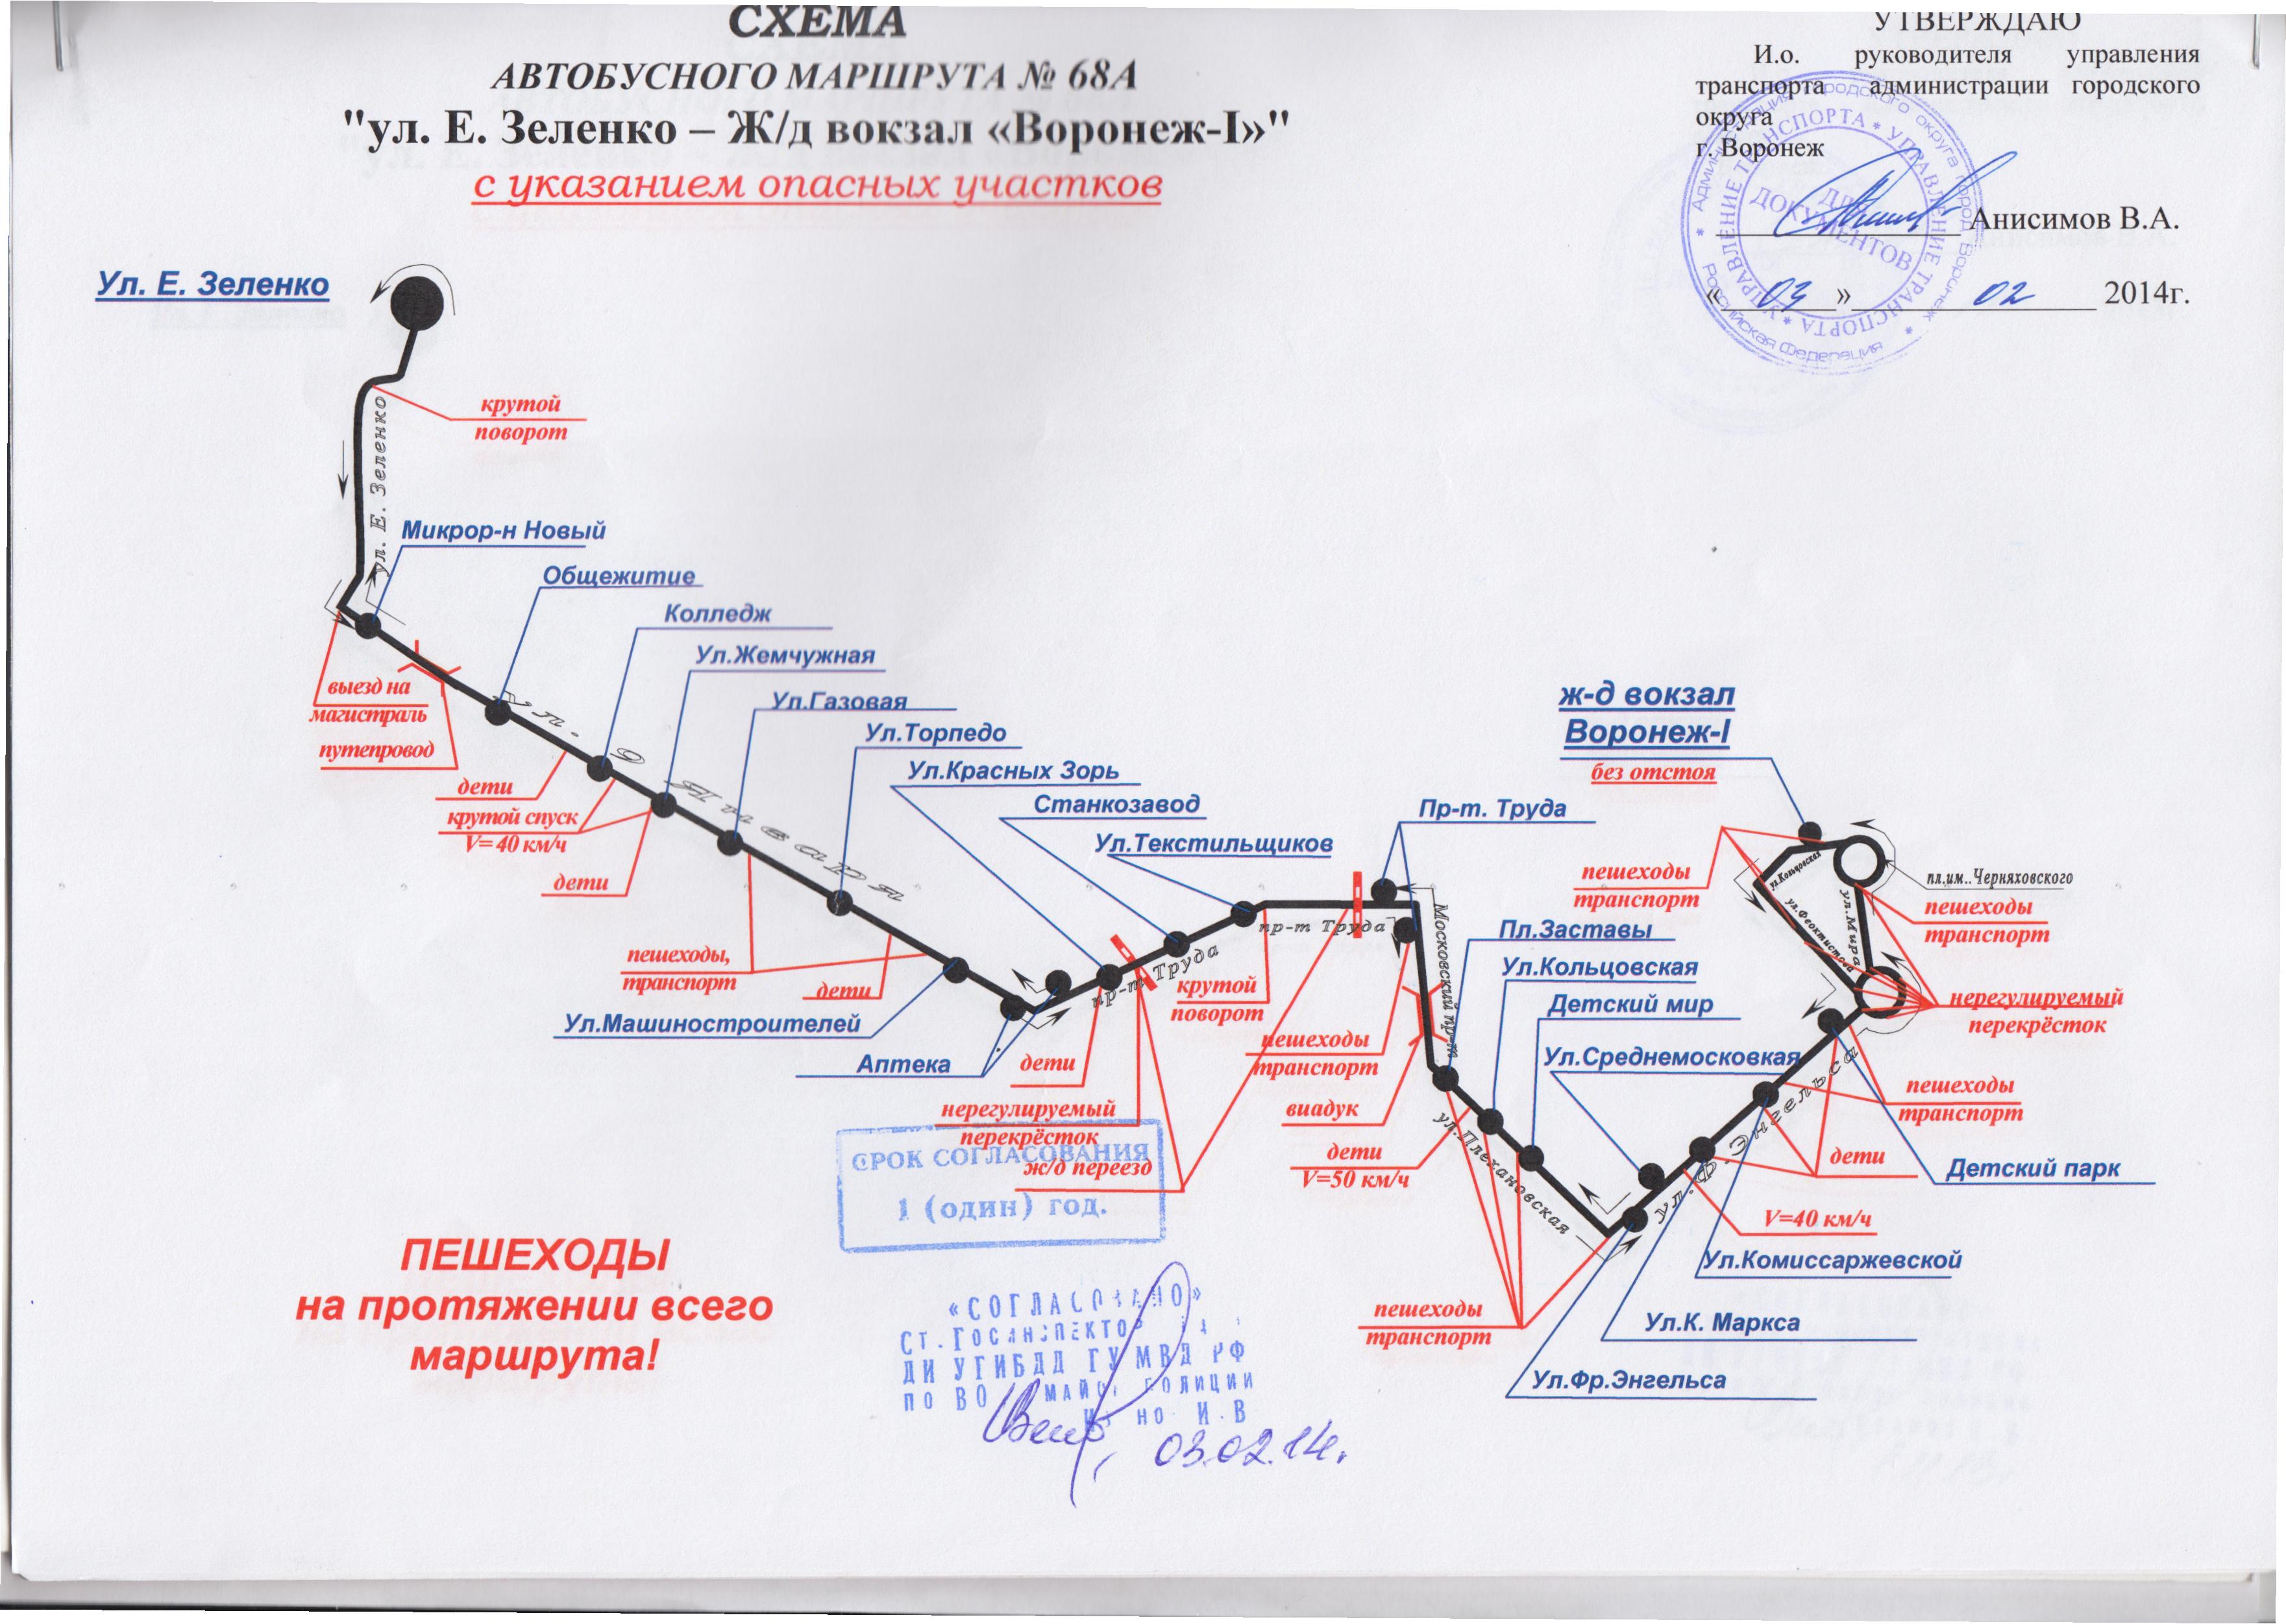 СХЕМА
АВТОБУСНОГО МАРШРУТА № 68А
"ул. Е. Зеленко – Ж/д вокзал «Воронеж-I»"
с указанием опасных участков
УТВЕРЖДАЮ
И.о. руководителя управления
транспорта администрации городского
округа
г. Воронеж
Анисимов В.А.
«03» 02 2014г.
Администрация городского округа город Воронеж * Российская Федерация *
УПРАВЛЕНИЕ ТРАНСПОРТА * УПРАВЛЕНИЕ ТРАНСПОРТА *
ДЛЯ
ДОКУМЕНТОВ
Ул. Е. Зеленко
крутой
поворот
ул. Е. Зеленко
Микрор-н Новый
Общежитие
Колледж
Ул.Жемчужная
Ул.Газовая
Ул.Торпедо
Ул.Красных Зорь
Станкозавод
Ул.Текстильщиков
Пр-т. Труда
ж-д вокзал
Воронеж-I
без отстоя
выезд на
магистраль
путепровод
ул. 9 Января
дети
крутой спуск
V= 40 км/ч
дети
пешеходы,
транспорт
дети
Ул.Машиностроителей
Аптека
дети
пр-т Труда
крутой
поворот
пр-т Труда
нерегулируемый
перекрёсток
ж/д переезд
Московский пр-т
пешеходы
транспорт
виадук
дети
V=50 км/ч
Пл.Заставы
Ул.Кольцовская
Детский мир
Ул.Среднемосковкая
ул.Плехановская
пешеходы
транспорт
пешеходы
транспорт
ул.Кольцовская
ул.Феоктистова
ул.Мира
пл.им..Черняховского
пешеходы
транспорт
нерегулируемый
перекрёсток
пешеходы
транспорт
дети
Детский парк
ул.Ф.Энгельса
V=40 км/ч
Ул.Комиссаржевской
Ул.К. Маркса
Ул.Фр.Энгельса
СРОК СОГЛАСОВАНИЯ
1 (один) год.
ПЕШЕХОДЫ
на протяжении всего
маршрута!
«СОГЛАСОВАНО»
СТ.ГОСИНСПЕКТОР
ДИ УГИБДД ГУ МВД РФ
ПО ВО МАЙОР ПОЛИЦИИ
И.В
03.02.14г.